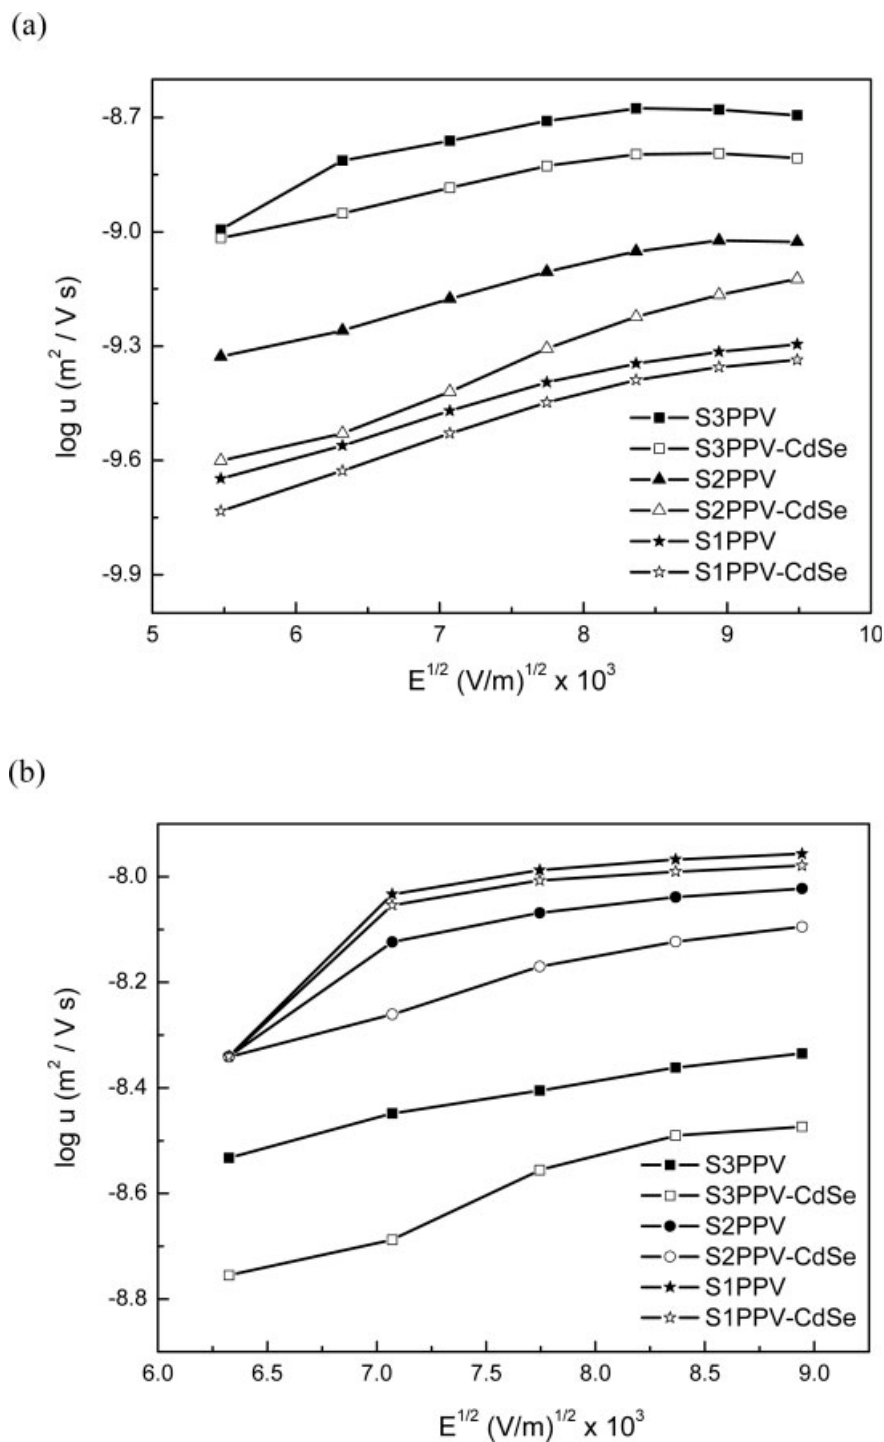 (a)
-8.7
-9.0
-9.3
-9.6
-9.9
log u (m² / V s)
S3PPV
S3PPV-CdSe
S2PPV
S2PPV-CdSe
S1PPV
S1PPV-CdSe
5 6 7 8 9 10
E^1/2 (V/m)^1/2 x 10³
(b)
-8.0
-8.2
-8.4
-8.6
-8.8
log u (m² / V s)
S3PPV
S3PPV-CdSe
S2PPV
S2PPV-CdSe
S1PPV
S1PPV-CdSe
6.0 6.5 7.0 7.5 8.0 8.5 9.0
E^1/2 (V/m)^1/2 x 10³